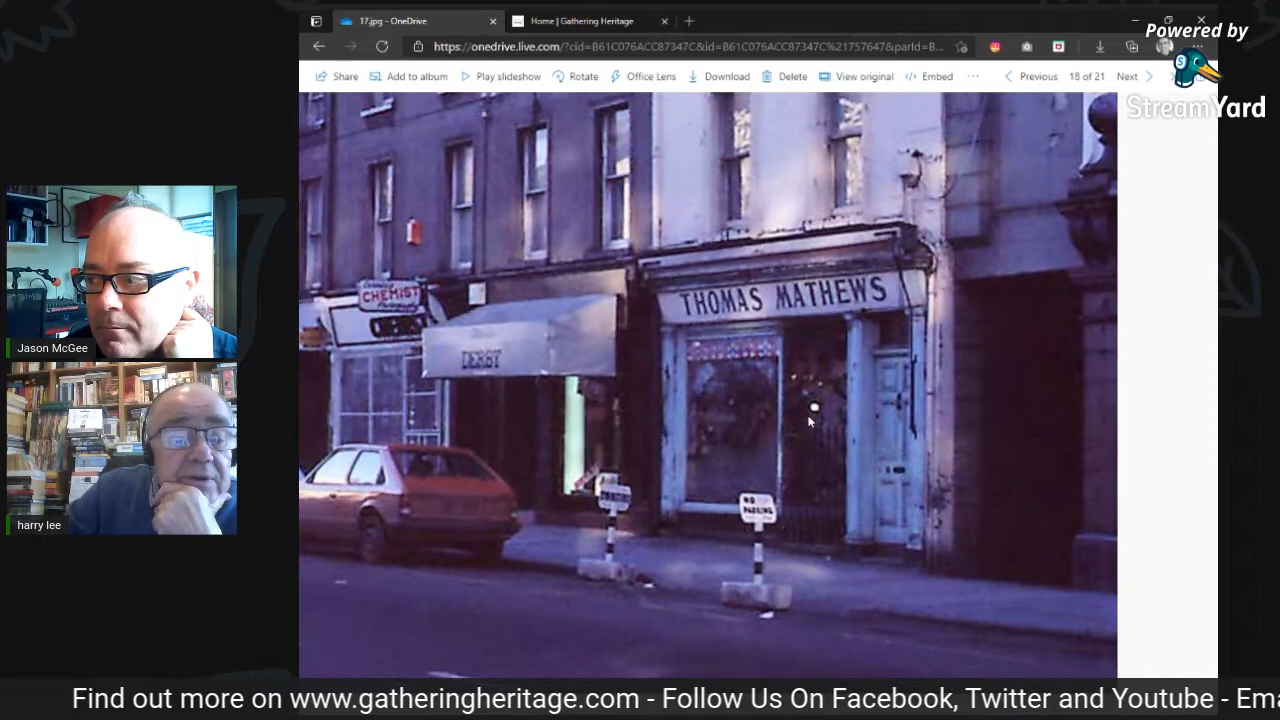 17.jpg - OneDrive
Home | Gathering Heritage
https://onedrive.live.com/?cid=B61C076ACC87347C&id=B61C076ACC87347C%21757647&parId=B...
Share
Add to album
Play slideshow
Rotate
Office Lens
Download
Delete
View original
Embed
Previous
18 of 21
Next
Powered by
StreamYard
CHEMIST
DERBY
THOMAS MATHEWS
NO
PARKING
Jason McGee
harry lee
Find out more on www.gatheringheritage.com - Follow Us On Facebook, Twitter and Youtube - Ema